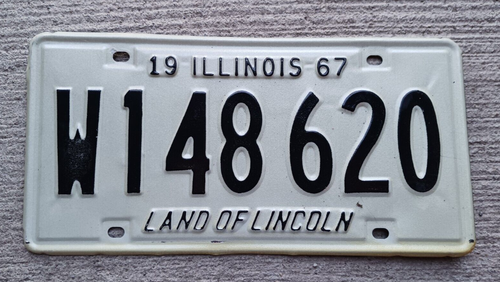 19 ILLINOIS 67
W148 620
LAND OF LINCOLN